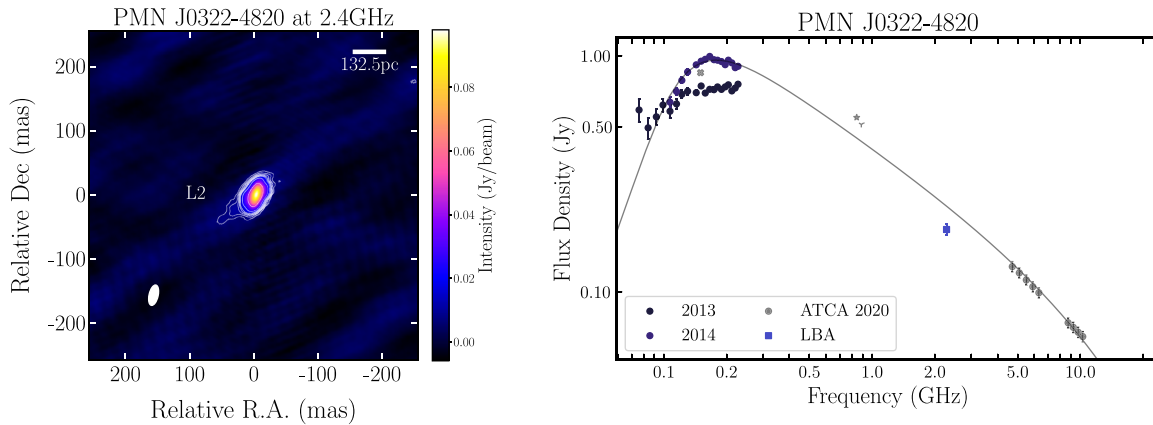 PMN J0322-4820 at 2.4GHz
200
100
0
-100
-200
Relative Dec (mas)
132.5pc
L2
200
100
0
-100
-200
Relative R.A. (mas)
0.08
0.06
0.04
0.02
0.00
Intensity (Jy/beam)
PMN J0322-4820
1.00
0.50
0.10
Flux Density (Jy)
2013
2014
ATCA 2020
LBA
0.1
0.2
0.5
1.0
2.0
5.0
10.0
Frequency (GHz)